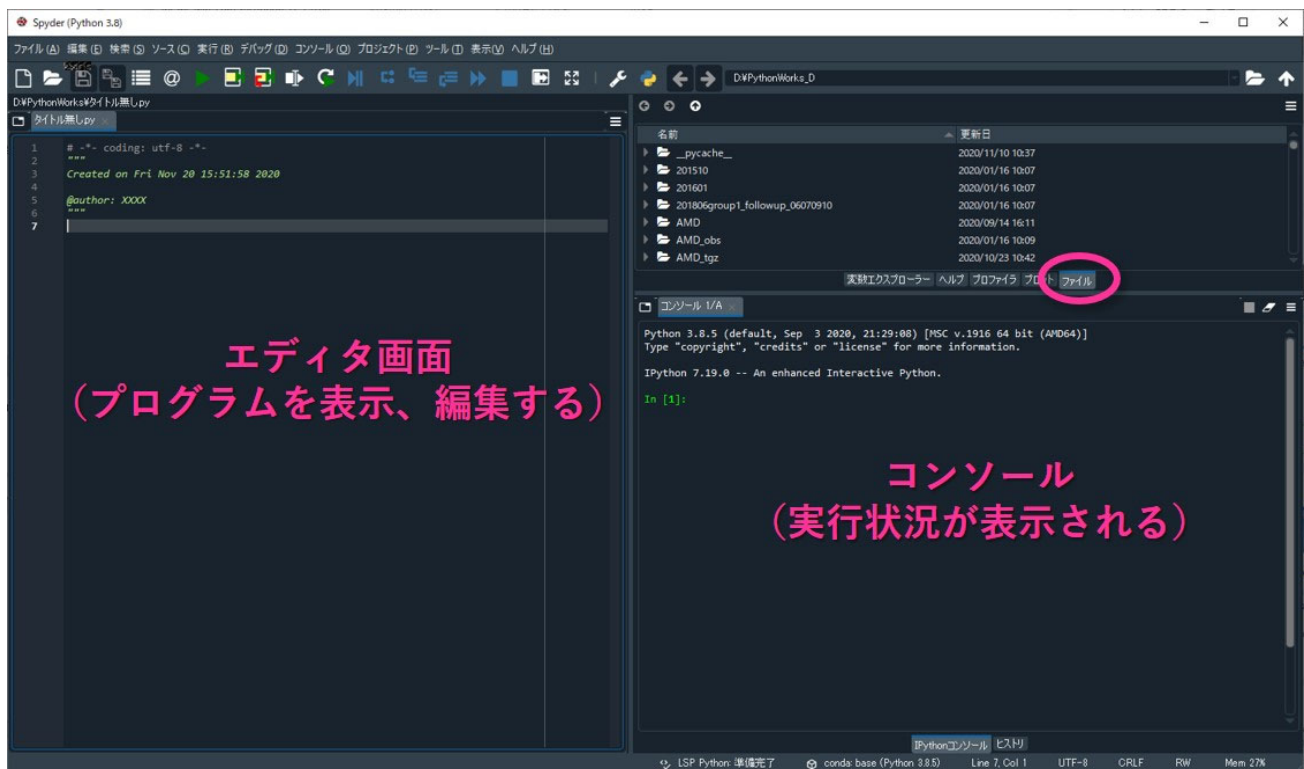 Spyder (Python 3.8)
ファイル(A) 編集(E) 検索(S) ソース(C) 実行(R) デバッグ(D) コンソール(O) プロジェクト(P) ツール(T) 表示(V) ヘルプ(H)
D:¥PythonWorks_D
D:¥PythonWorks¥タイトル無し.py
タイトル無し.py
1 # -*- coding: utf-8 -*-
2 """
3 Created on Fri Nov 20 15:51:58 2020
4
5 @author: XXXX
6 """
7
エディタ画面
（プログラムを表示、編集する）
名前 更新日
__pycache__ 2020/11/10 10:37
201510 2020/01/16 10:07
201601 2020/01/16 10:07
201806group1_followup_06070910 2020/01/16 10:07
AMD 2020/09/14 16:11
AMD_obs 2020/01/16 10:09
AMD_tgz 2020/10/23 10:42
変数エクスプローラー ヘルプ プロファイラ プロット ファイル
コンソール 1/A
Python 3.8.5 (default, Sep 3 2020, 21:29:08) [MSC v.1916 64 bit (AMD64)]
Type "copyright", "credits" or "license" for more information.
IPython 7.19.0 -- An enhanced Interactive Python.
In [1]:
コンソール
（実行状況が表示される）
IPythonコンソール ヒストリ
LSP Python: 準備完了 conda: base (Python 3.8.5) Line 7, Col 1 UTF-8 CRLF RW Mem 27%